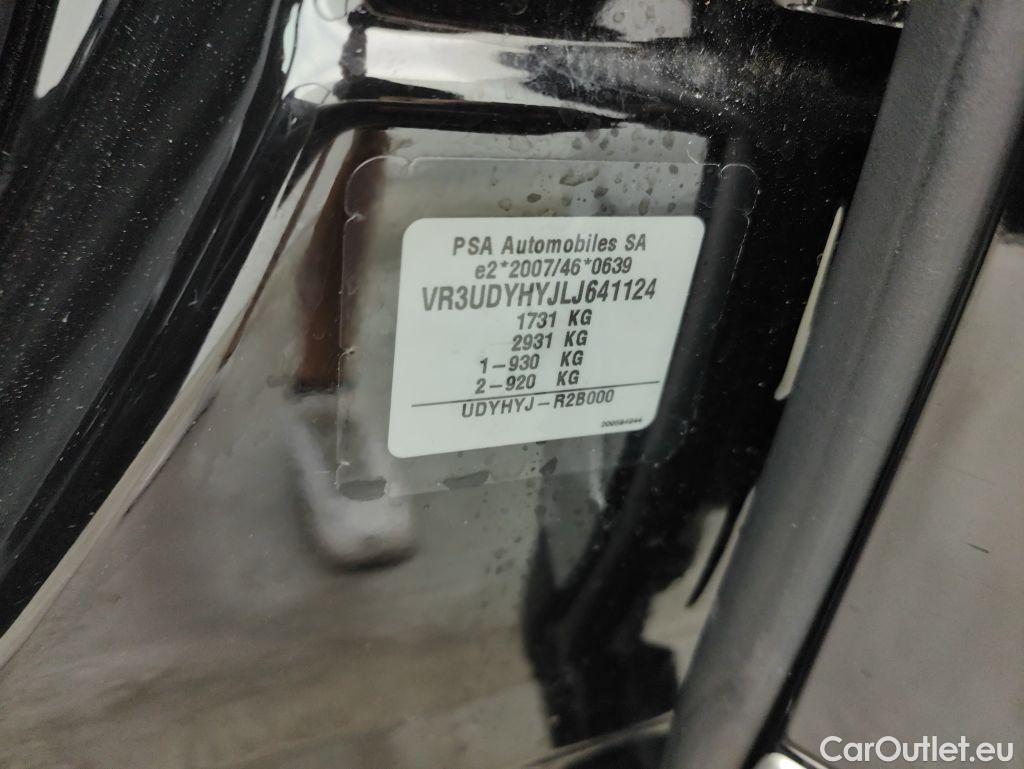 PSA Automobiles SA
e2*2007/46*0639
VR3UDYHYJLJ641124
1731 KG
2931 KG
1-930 KG
2-920 KG
UDYHYJ-R2B000
CarOutlet.eu